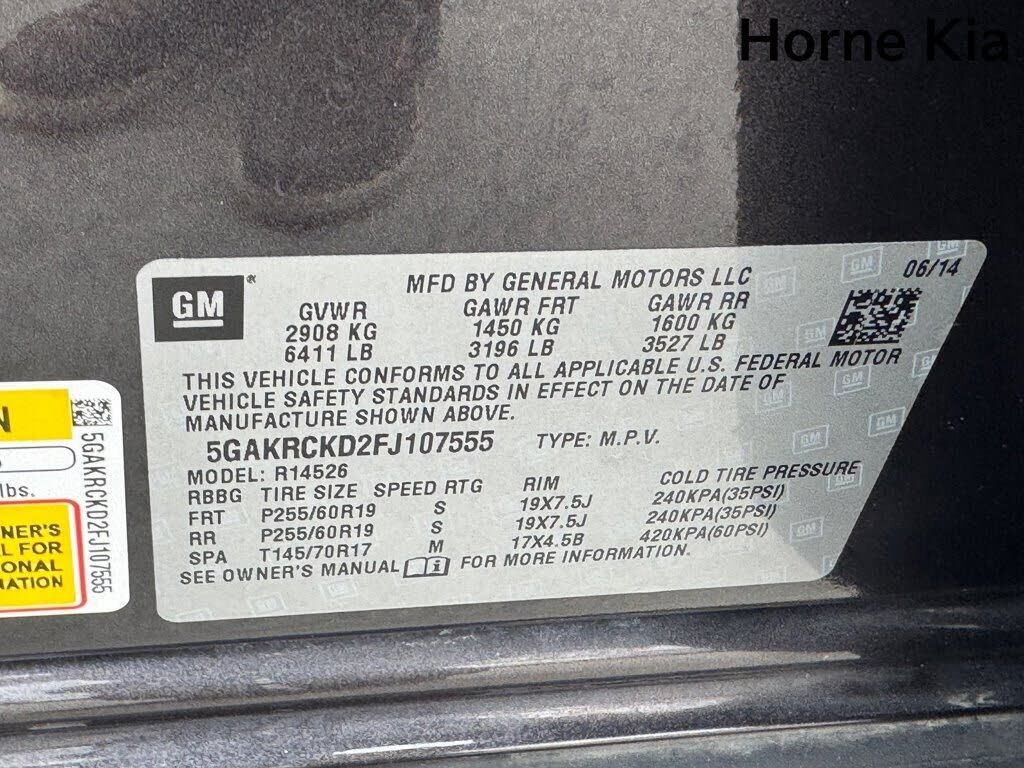 Horne Kia
GM
MFD BY GENERAL MOTORS LLC
06/14
GVWR GAWR FRT GAWR RR
2908 KG 1450 KG 1600 KG
6411 LB 3196 LB 3527 LB
THIS VEHICLE CONFORMS TO ALL APPLICABLE U.S. FEDERAL MOTOR
VEHICLE SAFETY STANDARDS IN EFFECT ON THE DATE OF
MANUFACTURE SHOWN ABOVE.
5GAKRCKD2FJ107555 TYPE: M.P.V.
MODEL: R14526
RBBG TIRE SIZE SPEED RTG RIM COLD TIRE PRESSURE
FRT P255/60R19 S 19X7.5J 240KPA(35PSI)
RR P255/60R19 S 19X7.5J 240KPA(35PSI)
SPA T145/70R17 M 17X4.5B 420KPA(60PSI)
SEE OWNER'S MANUAL FOR MORE INFORMATION.
N
lbs.
NER'S
L FOR
IONAL
MATION
5GAKRCKD2FJ107555